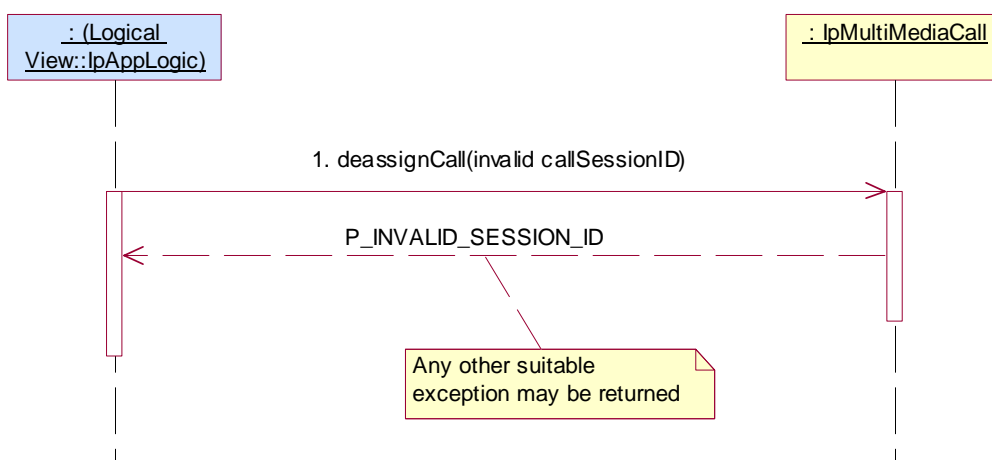 : (Logical
View::IpAppLogic)
: IpMultiMediaCall
1. deassignCall(invalid callSessionID)
P_INVALID_SESSION_ID
Any other suitable
exception may be returned